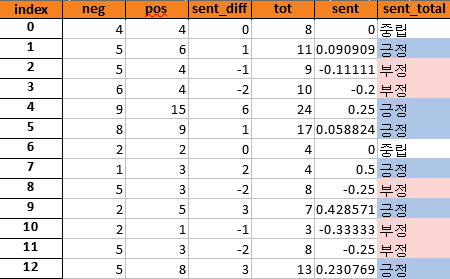 index neg pos sent_diff tot sent sent_total
0 4 4 0 8 0 중립
1 5 6 1 11 0.090909 긍정
2 5 4 -1 9 -0.11111 부정
3 6 4 -2 10 -0.2 부정
4 9 15 6 24 0.25 긍정
5 8 9 1 17 0.058824 긍정
6 2 2 0 4 0 중립
7 1 3 2 4 0.5 긍정
8 5 3 -2 8 -0.25 부정
9 2 5 3 7 0.428571 긍정
10 2 1 -1 3 -0.33333 부정
11 5 3 -2 8 -0.25 부정
12 5 8 3 13 0.230769 긍정